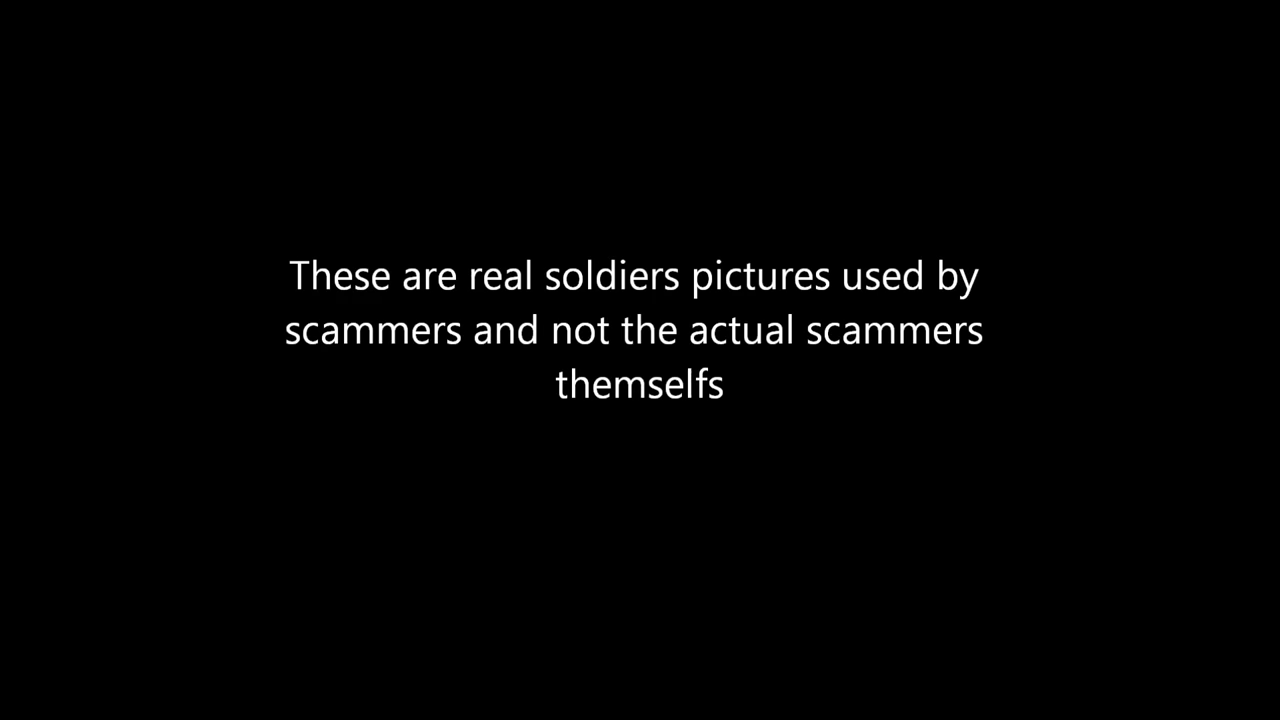 These are real soldiers pictures used by
scammers and not the actual scammers
themselfs